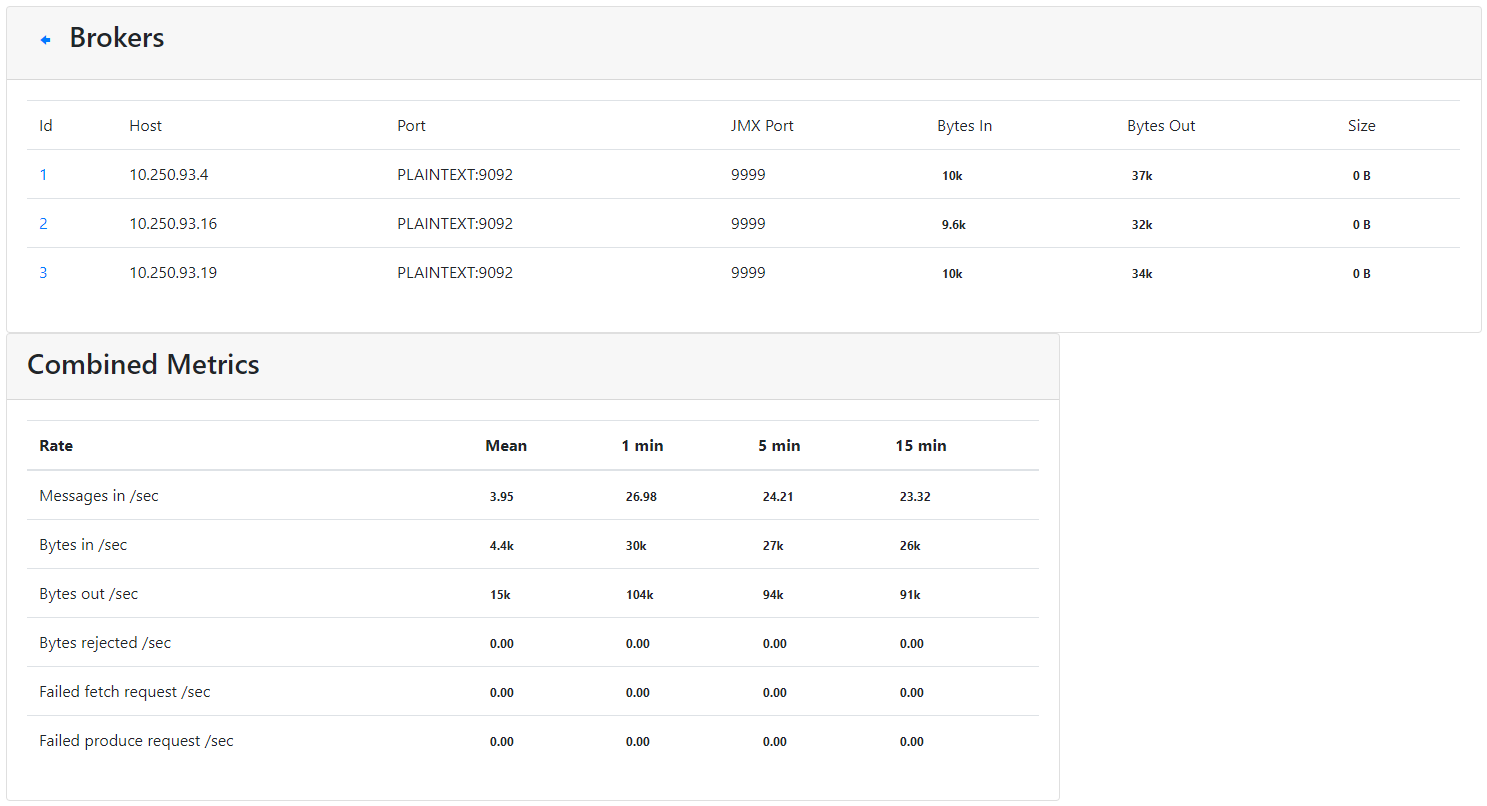 Brokers
Id Host Port JMX Port Bytes In Bytes Out Size
1 10.250.93.4 PLAINTEXT:9092 9999 10k 37k 0 B
2 10.250.93.16 PLAINTEXT:9092 9999 9.6k 32k 0 B
3 10.250.93.19 PLAINTEXT:9092 9999 10k 34k 0 B
Combined Metrics
Rate Mean 1 min 5 min 15 min
Messages in /sec 3.95 26.98 24.21 23.32
Bytes in /sec 4.4k 30k 27k 26k
Bytes out /sec 15k 104k 94k 91k
Bytes rejected /sec 0.00 0.00 0.00 0.00
Failed fetch request /sec 0.00 0.00 0.00 0.00
Failed produce request /sec 0.00 0.00 0.00 0.00